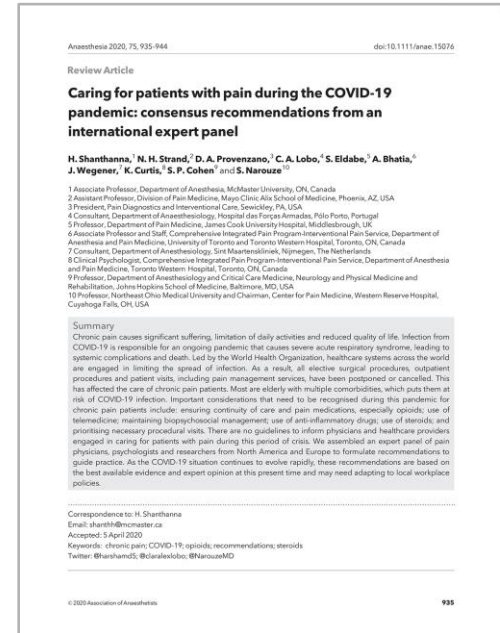 Anaesthesia 2020, 75, 935-944
doi:10.1111/anae.15076
Review Article
Caring for patients with pain during the COVID-19
pandemic: consensus recommendations from an
international expert panel
H. Shanthanna,1 N. H. Strand,2 D. A. Provenzano,3 C. A. Lobo,4 S. Eldabe,5 A. Bhatia,6
J. Wegener,7 K. Curtis,8 S. P. Cohen9 and S. Narouze10
1 Associate Professor, Department of Anesthesia, McMaster University, ON, Canada
2 Assistant Professor, Division of Pain Medicine, Mayo Clinic Alix School of Medicine, Phoenix, AZ, USA
3 President, Pain Diagnostics and Interventional Care, Sewickley, PA, USA
4 Consultant, Department of Anaesthesiology, Hospital das Forças Armadas, Pólo Porto, Portugal
5 Professor, Department of Pain Medicine, James Cook University Hospital, Middlesbrough, UK
6 Associate Professor and Staff, Comprehensive Integrated Pain Program-Interventional Pain Service, Department of
Anesthesia and Pain Medicine, University of Toronto and Toronto Western Hospital, Toronto, ON, Canada
7 Consultant, Department of Anesthesiology, Sint Maartenskliniek, Nijmegen, The Netherlands
8 Clinical Psychologist, Comprehensive Integrated Pain Program-Interventional Pain Service, Department of Anesthesia
and Pain Medicine, Toronto Western Hospital, Toronto, ON, Canada
9 Professor, Department of Anesthesiology and Critical Care Medicine, Neurology and Physical Medicine and
Rehabilitation, Johns Hopkins School of Medicine, Baltimore, MD, USA
10 Professor, Northeast Ohio Medical University and Chairman, Center for Pain Medicine, Western Reserve Hospital,
Cuyahoga Falls, OH, USA
Summary
Chronic pain causes significant suffering, limitation of daily activities and reduced quality of life. Infection from
COVID-19 is responsible for an ongoing pandemic that causes severe acute respiratory syndrome, leading to
systemic complications and death. Led by the World Health Organization, healthcare systems across the world
are engaged in limiting the spread of infection. As a result, all elective surgical procedures, outpatient
procedures and patient visits, including pain management services, have been postponed or cancelled. This
has affected the care of chronic pain patients. Most are elderly with multiple comorbidities, which puts them at
risk of COVID-19 infection. Important considerations that need to be recognised during this pandemic for
chronic pain patients include: ensuring continuity of care and pain medications, especially opioids; use of
telemedicine; maintaining biopsychosocial management; use of anti-inflammatory drugs; use of steroids; and
prioritising necessary procedural visits. There are no guidelines to inform physicians and healthcare providers
engaged in caring for patients with pain during this period of crisis. We assembled an expert panel of pain
physicians, psychologists and researchers from North America and Europe to formulate recommendations to
guide practice. As the COVID-19 situation continues to evolve rapidly, these recommendations are based on
the best available evidence and expert opinion at this present time and may need adapting to local workplace
policies.
Correspondence to: H. Shanthanna
Email: shanthh@mcmaster.ca
Accepted: 5 April 2020
Keywords: chronic pain; COVID-19; opioids; recommendations; steroids
Twitter: @harshamd5; @claralexlobo; @NarouzeMD
© 2020 Association of Anaesthetists
935